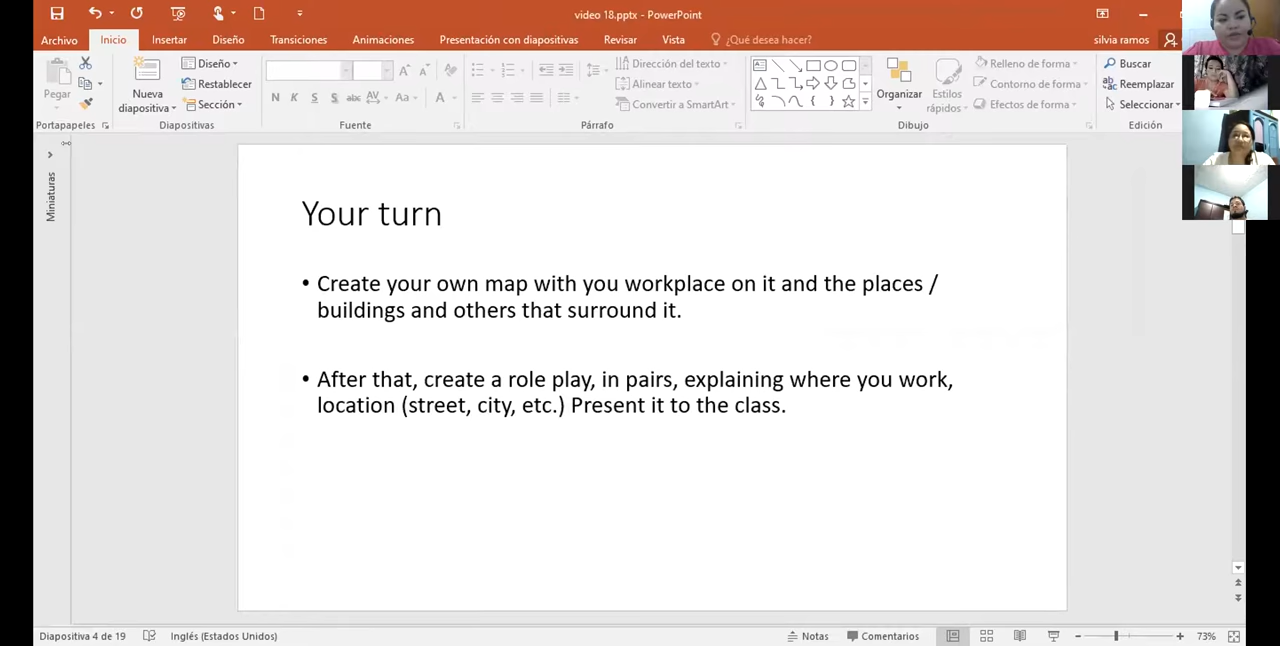 video 18.pptx - PowerPoint
Archivo Inicio Insertar Diseño Transiciones Animaciones Presentación con diapositivas Revisar Vista ¿Qué desea hacer? silvia ramos
Pegar
Nueva diapositiva
Diseño
Restablecer
Sección
N K S S abc AV Aa A
Dirección del texto
Alinear texto
Convertir a SmartArt
Organizar
Estilos rápidos
Relleno de forma
Contorno de forma
Efectos de forma
Buscar
Reemplazar
Seleccionar
Portapapeles Diapositivas Fuente Párrafo Dibujo Edición
Miniaturas
Your turn
• Create your own map with you workplace on it and the places /
buildings and others that surround it.
• After that, create a role play, in pairs, explaining where you work,
location (street, city, etc.) Present it to the class.
Diapositiva 4 de 19 Inglés (Estados Unidos) Notas Comentarios 73%